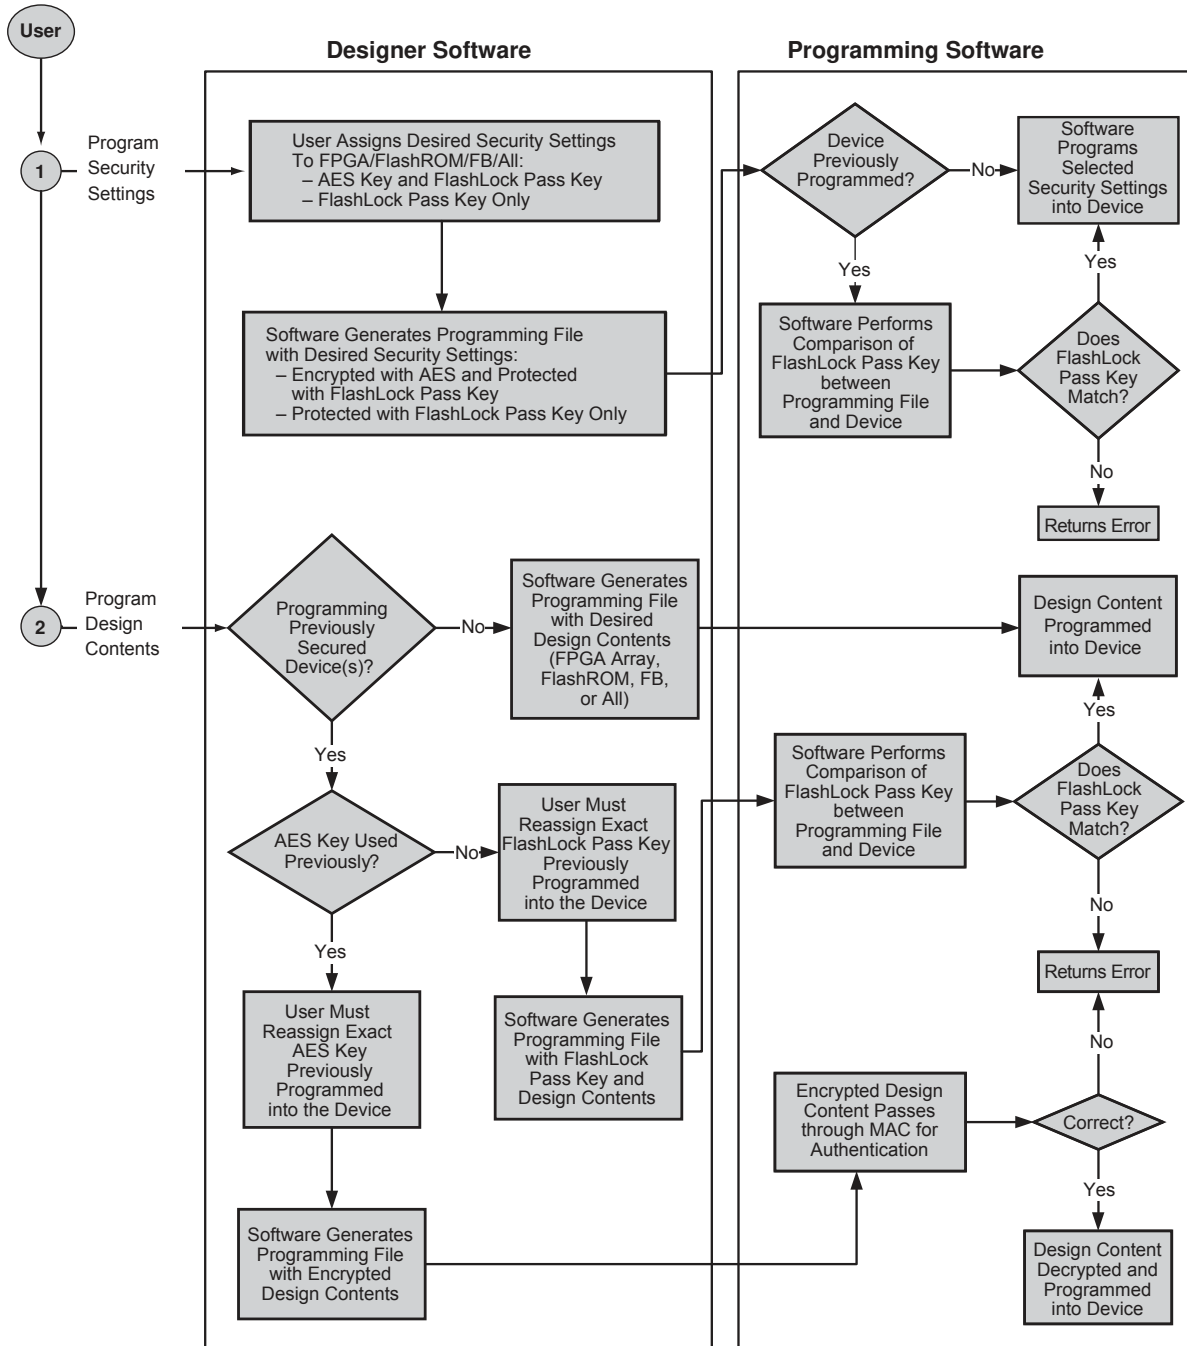 User
Designer Software
Programming Software
1
Program
Security
Settings
User Assigns Desired Security Settings
To FPGA/FlashROM/FB/All:
– AES Key and FlashLock Pass Key
– FlashLock Pass Key Only
Device
Previously
Programmed?
No
Software
Programs
Selected
Security Settings
into Device
Yes
Yes
Software Generates Programming File
with Desired Security Settings:
– Encrypted with AES and Protected
with FlashLock Pass Key
– Protected with FlashLock Pass Key Only
Software Performs
Comparison of
FlashLock Pass Key
between
Programming File
and Device
Does
FlashLock
Pass Key
Match?
No
Returns Error
2
Program
Design
Contents
Programming
Previously
Secured
Device(s)?
No
Software Generates
Programming File
with Desired
Design Contents
(FPGA Array,
FlashROM, FB,
or All)
Design Content
Programmed
into Device
Yes
Yes
AES Key Used
Previously?
No
User Must
Reassign Exact
FlashLock Pass Key
Previously
Programmed
into the Device
Software Performs
Comparison of
FlashLock Pass Key
between
Programming File
and Device
Does
FlashLock
Pass Key
Match?
No
Yes
Returns Error
User Must
Reassign Exact
AES Key
Previously
Programmed
into the Device
Software Generates
Programming File
with FlashLock
Pass Key and
Design Contents
No
Encrypted Design
Content Passes
through MAC for
Authentication
Correct?
Yes
Software Generates
Programming File
with Encrypted
Design Contents
Design Content
Decrypted and
Programmed
into Device